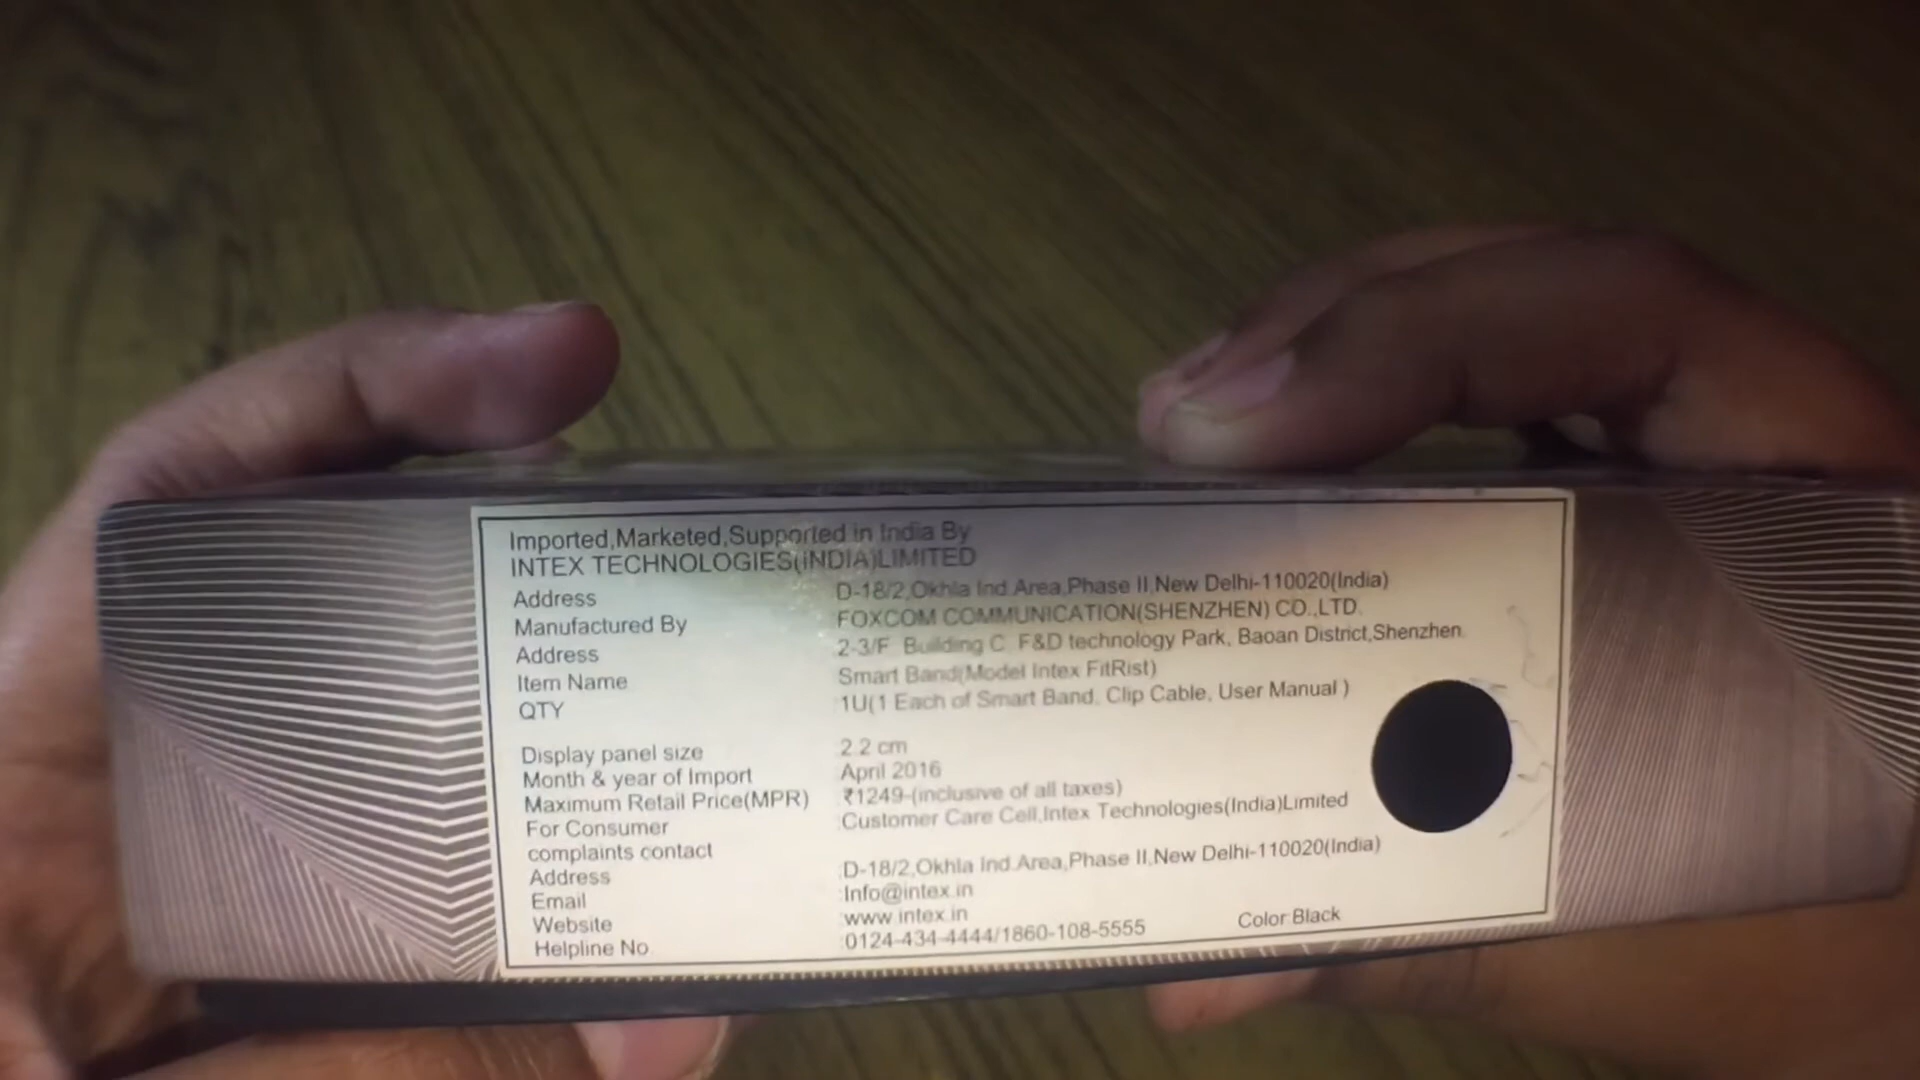 Imported,Marketed,Supported in India By
INTEX TECHNOLOGIES(INDIA)LIMITED
Address :D-18/2,Okhla Ind.Area,Phase II,New Delhi-110020(India)
Manufactured By :FOXCOM COMMUNICATION(SHENZHEN) CO.,LTD.
Address :2-3/F Building C, F&D technology Park, Baoan District,Shenzhen.
Item Name :Smart Band(Model Intex FitRist)
QTY :1U(1 Each of Smart Band, Clip Cable, User Manual )
Display panel size :2.2 cm
Month & year of Import :April 2016
Maximum Retail Price(MPR) :₹1249-(inclusive of all taxes)
For Consumer :Customer Care Cell,Intex Technologies(India)Limited
complaints contact
Address :D-18/2,Okhla Ind.Area,Phase II,New Delhi-110020(India)
Email :Info@intex.in
Website :www.intex.in
Helpline No :0124-434-4444/1860-108-5555 Color:Black